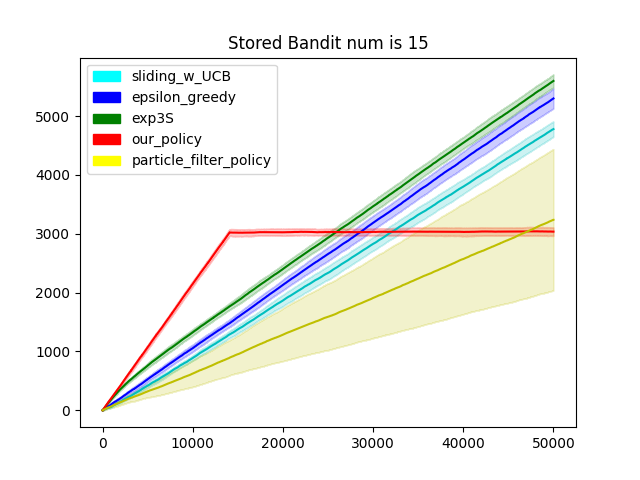 Stored Bandit num is 15
sliding_w_UCB
epsilon_greedy
exp3S
our_policy
particle_filter_policy
5000
4000
3000
2000
1000
0
0 10000 20000 30000 40000 50000